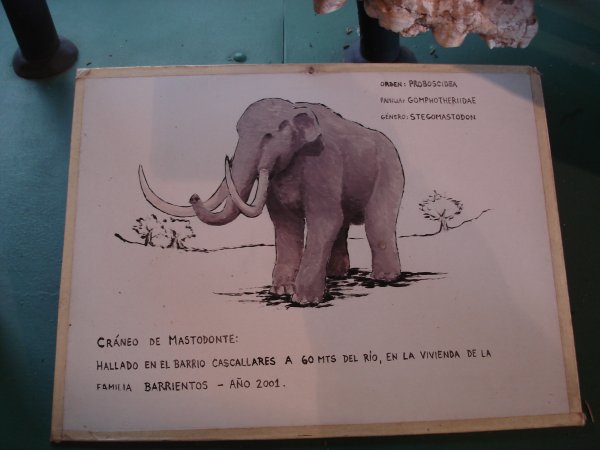 ORDEN: PROBOSCIDEA
FAMILIA: GOMPHOTHERIIDAE
GÉNERO: STEGOMASTODON
CRÁNEO DE MASTODONTE:
HALLADO EN EL BARRIO CASCALLARES A 60 MTS DEL RÍO, EN LA VIVIENDA DE LA
FAMILIA BARRIENTOS - AÑO 2001.